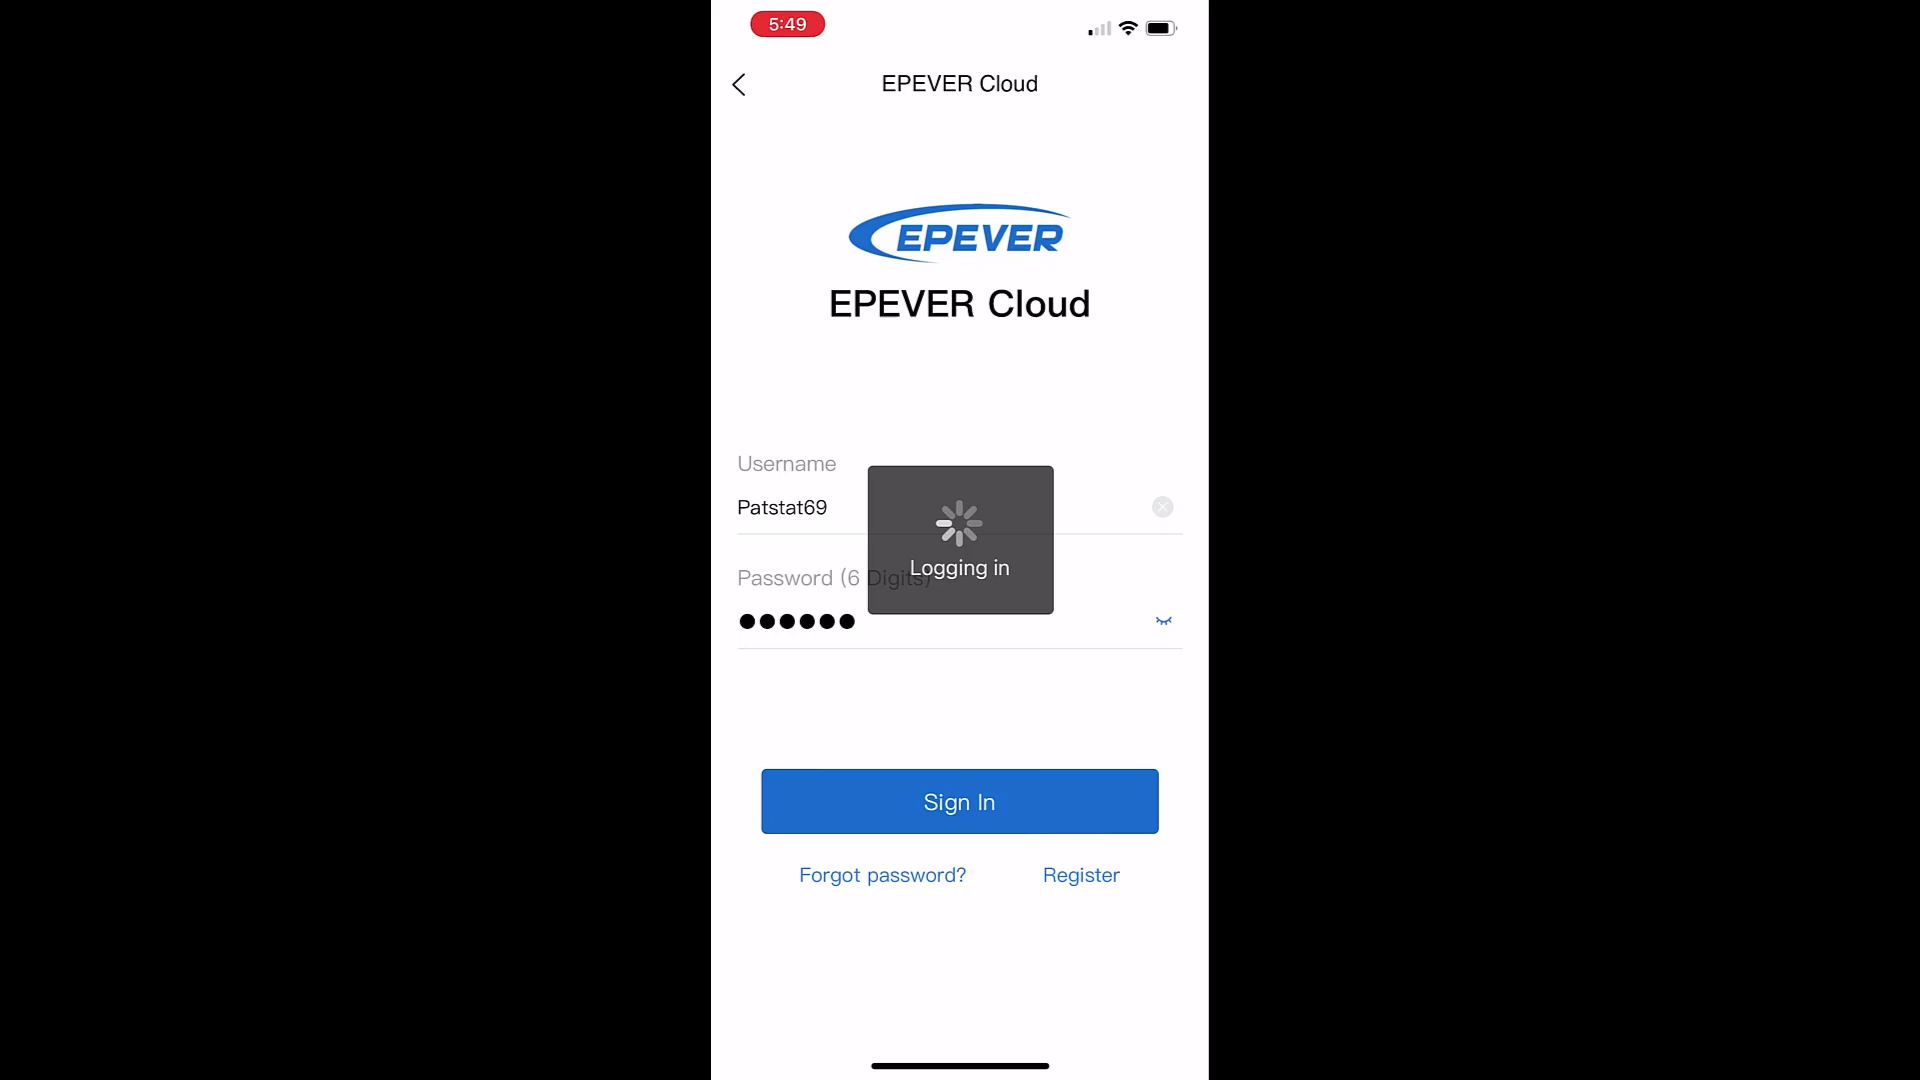 5:49
EPEVER Cloud
EPEVER
EPEVER Cloud
Username
Patstat69
Password (6 Digits)
Logging in
Sign In
Forgot password?
Register